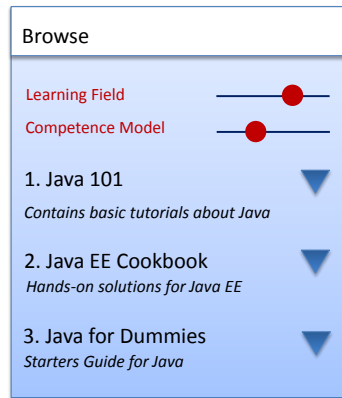 Browse
Learning Field
Competence Model
1. Java 101
Contains basic tutorials about Java
2. Java EE Cookbook
Hands-on solutions for Java EE
3. Java for Dummies
Starters Guide for Java